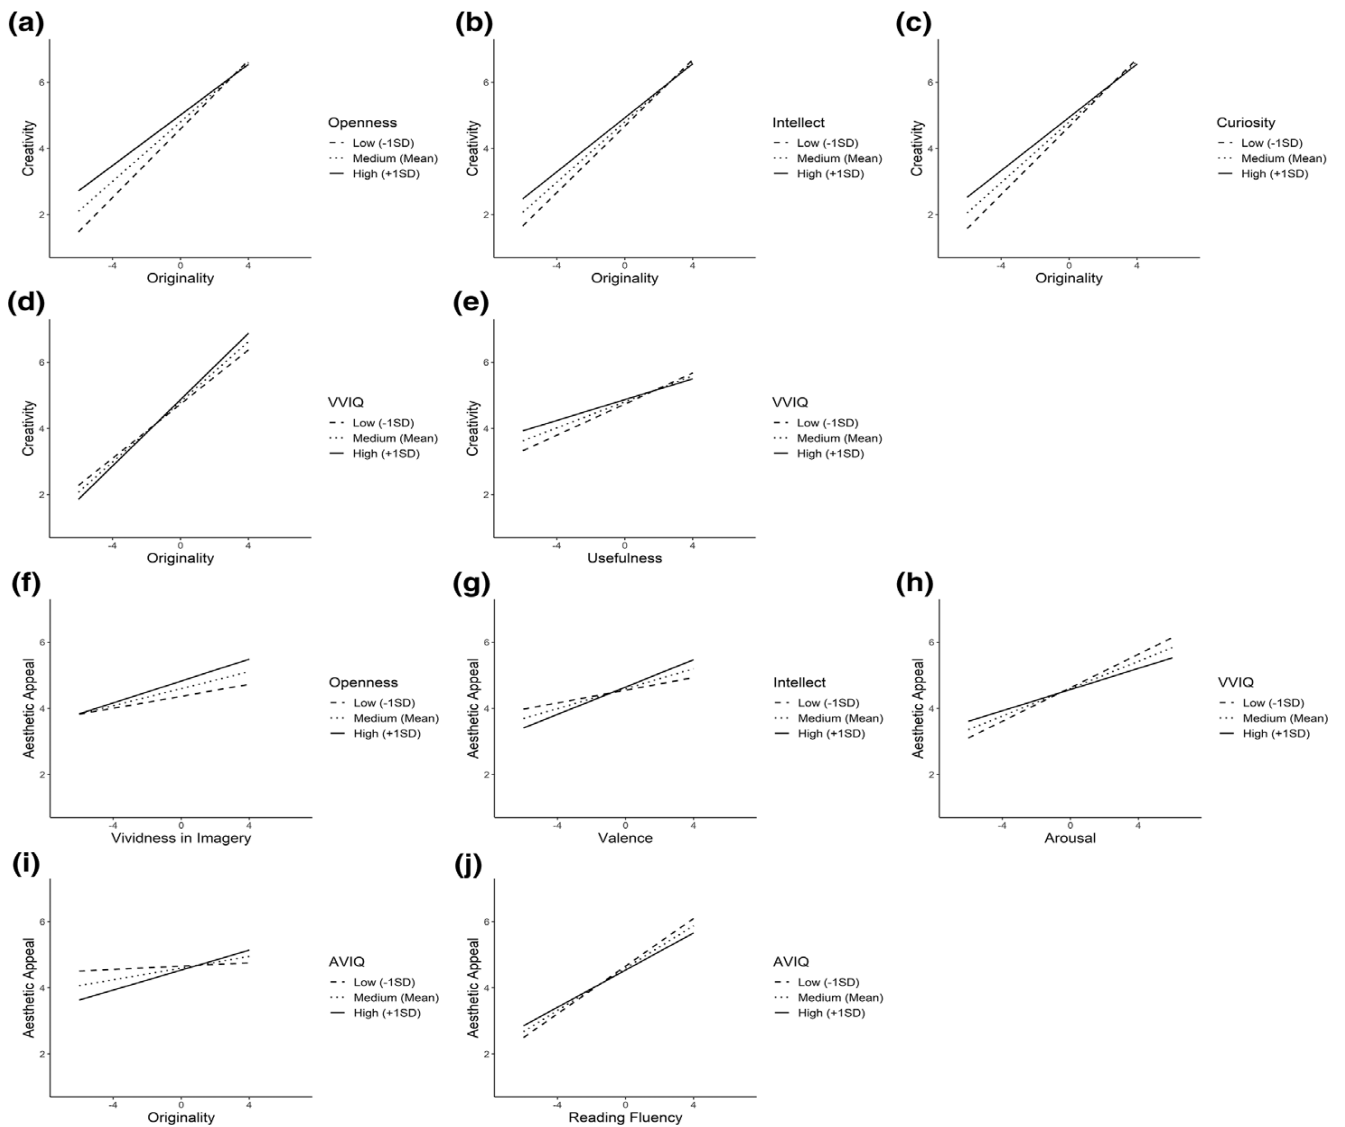 (a)
Creativity
6
4
2
-4 0 4
Originality
Openness
Low (-1SD)
Medium (Mean)
High (+1SD)
(b)
Creativity
6
4
2
-4 0 4
Originality
Intellect
Low (-1SD)
Medium (Mean)
High (+1SD)
(c)
Creativity
6
4
2
-4 0 4
Originality
Curiosity
Low (-1SD)
Medium (Mean)
High (+1SD)
(d)
Creativity
6
4
2
-4 0 4
Originality
VVIQ
Low (-1SD)
Medium (Mean)
High (+1SD)
(e)
Creativity
6
4
2
-4 0 4
Usefulness
VVIQ
Low (-1SD)
Medium (Mean)
High (+1SD)
(f)
Aesthetic Appeal
6
4
2
-4 0 4
Vividness in Imagery
Openness
Low (-1SD)
Medium (Mean)
High (+1SD)
(g)
Aesthetic Appeal
6
4
2
-4 0 4
Valence
Intellect
Low (-1SD)
Medium (Mean)
High (+1SD)
(h)
Aesthetic Appeal
6
4
2
-4 0 4
Arousal
VVIQ
Low (-1SD)
Medium (Mean)
High (+1SD)
(i)
Aesthetic Appeal
6
4
2
-4 0 4
Originality
AVIQ
Low (-1SD)
Medium (Mean)
High (+1SD)
(j)
Aesthetic Appeal
6
4
2
-4 0 4
Reading Fluency
AVIQ
Low (-1SD)
Medium (Mean)
High (+1SD)